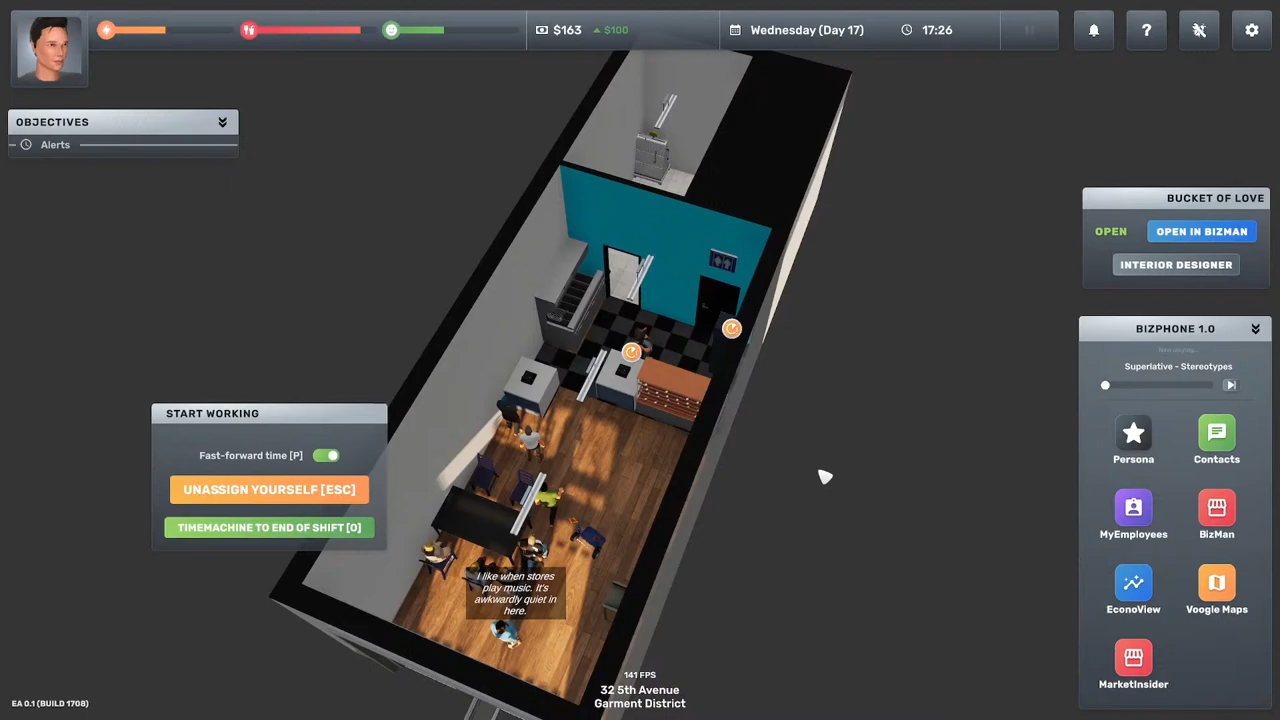 $163
$100
Wednesday (Day 17)
17:26
?
OBJECTIVES
Alerts
BUCKET OF LOVE
OPEN
OPEN IN BIZMAN
INTERIOR DESIGNER
BIZPHONE 1.0
Superlative - Stereotypes
Persona
Contacts
MyEmployees
BizMan
EconoView
Voogle Maps
MarketInsider
START WORKING
Fast-forward time [P]
UNASSIGN YOURSELF [ESC]
TIMEMACHINE TO END OF SHIFT [O]
I like when stores
play music. It's
awkwardly quiet in
here.
141 FPS
32 5th Avenue
Garment District
EA 0.1 (BUILD 1708)